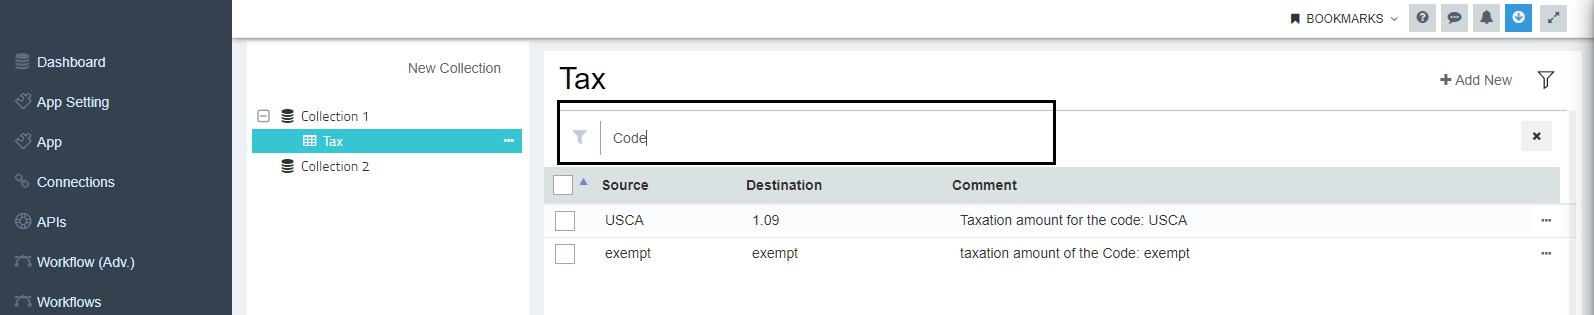 BOOKMARKS
Dashboard
App Setting
App
Connections
APIs
Workflow (Adv.)
Workflows
New Collection
Collection 1
Tax
Collection 2
Tax
Add New
Code
Source Destination Comment
USCA 1.09 Taxation amount for the code: USCA
exempt exempt taxation amount of the Code: exempt